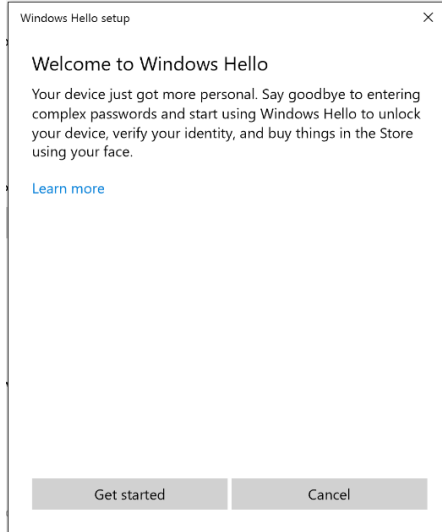 Windows Hello setup
Welcome to Windows Hello
Your device just got more personal. Say goodbye to entering
complex passwords and start using Windows Hello to unlock
your device, verify your identity, and buy things in the Store
using your face.
Learn more
Get started
Cancel